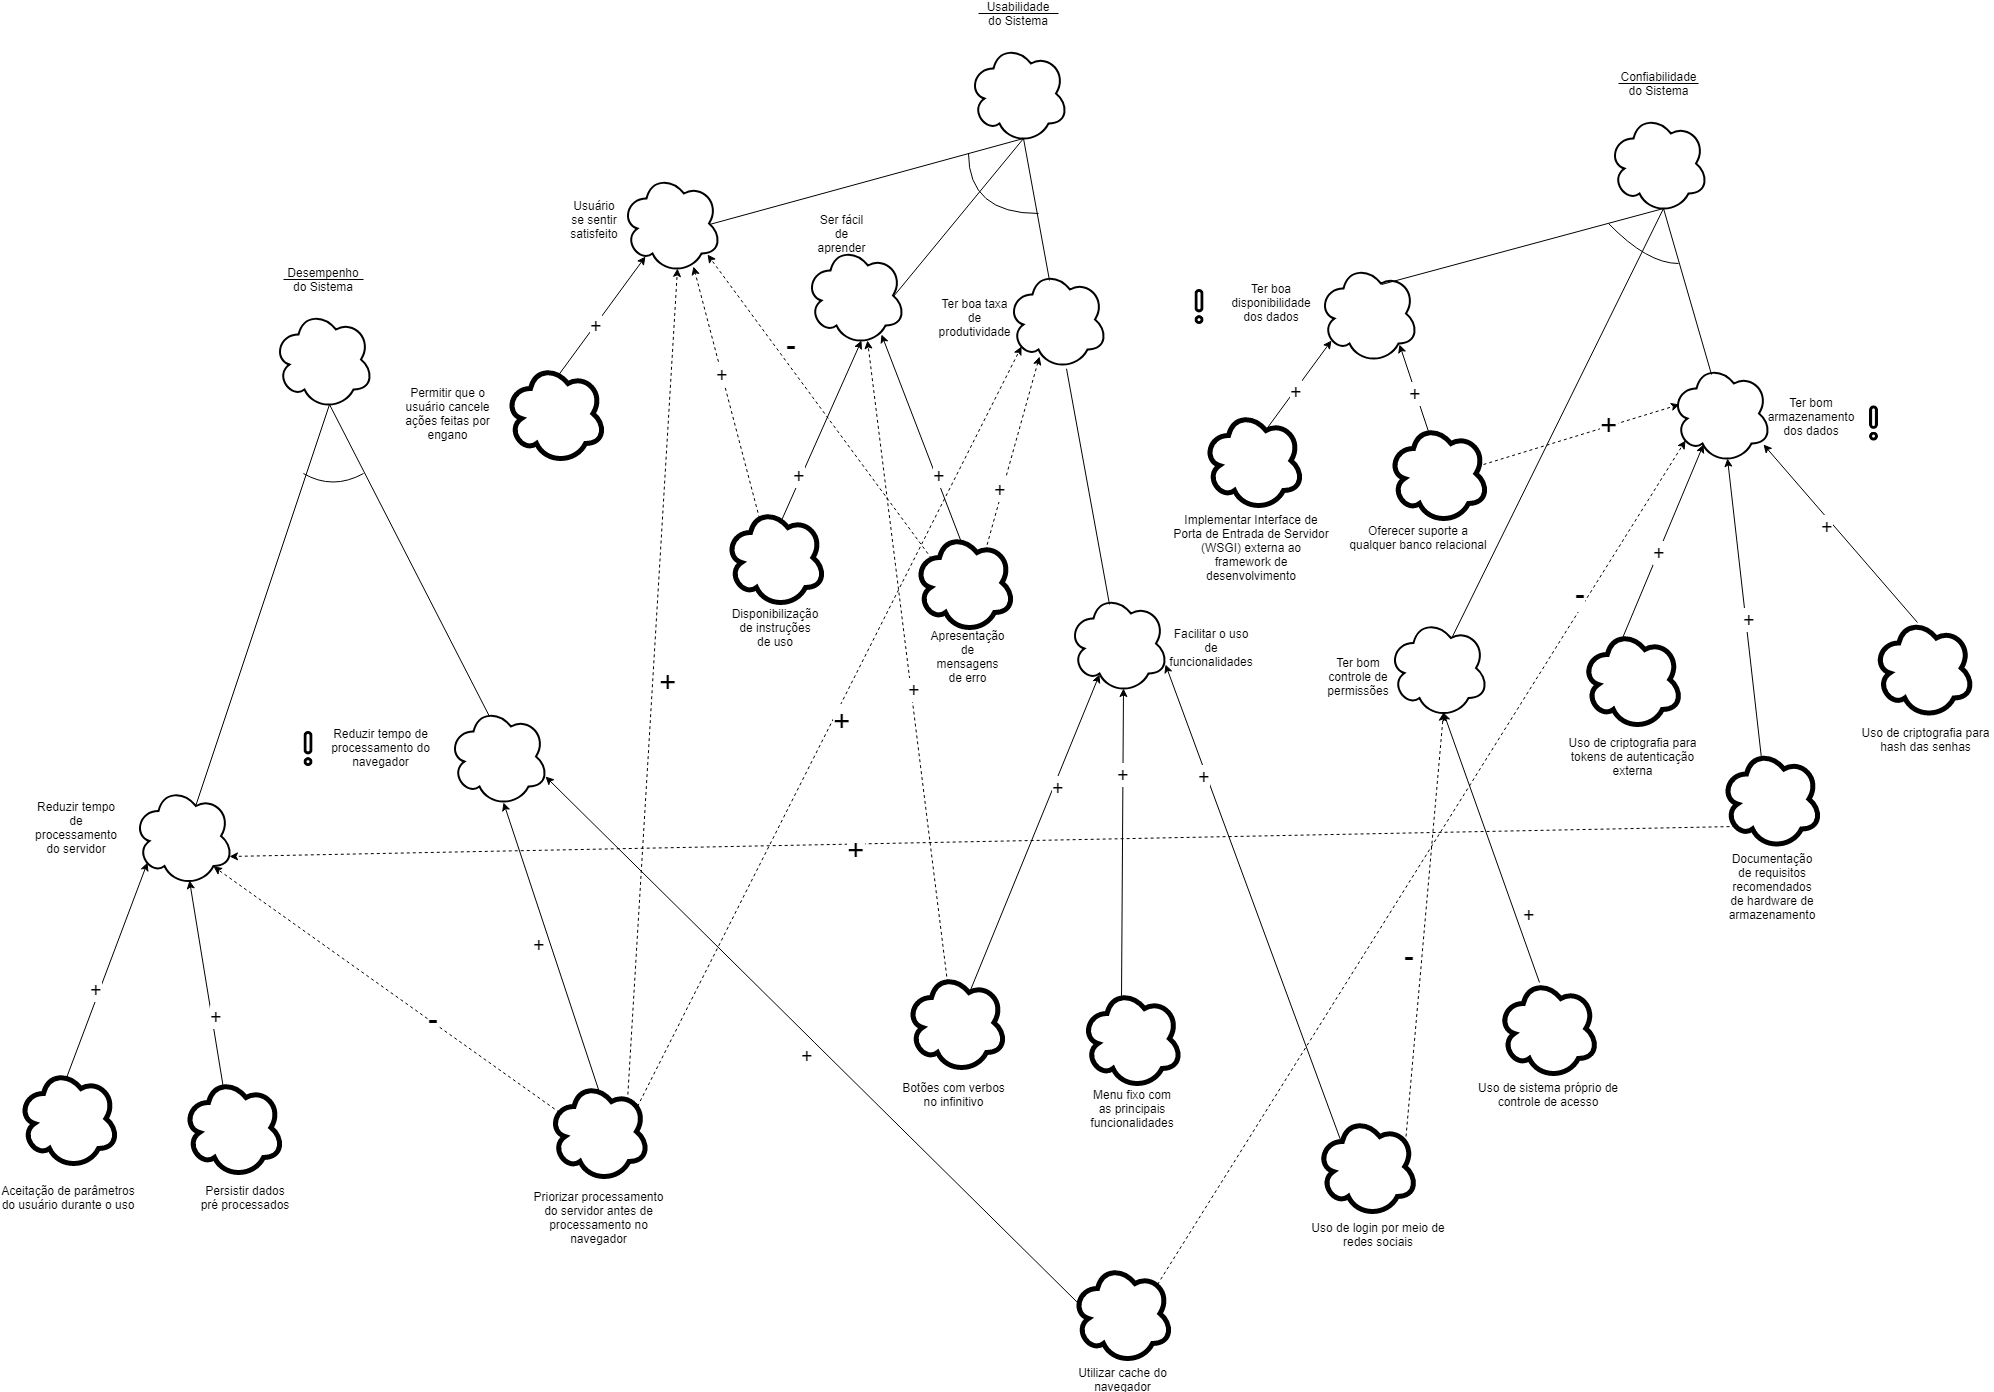 Usabilidade
do Sistema
Confiabilidade
do Sistema
Usuário
se sentir
satisfeito
Ser fácil
de
aprender
Desempenho
do Sistema
Ter boa taxa
de
produtividade
Ter boa
disponibilidade
dos dados
Permitir que o
usuário cancele
ações feitas por
engano
Ter bom
armazenamento
dos dados
Implementar Interface de
Porta de Entrada de Servidor
(WSGI) externa ao
framework de
desenvolvimento
Oferecer suporte a
qualquer banco relacional
Disponibilização
de instruções
de uso
Apresentação
de
mensagens
de erro
Facilitar o uso
de
funcionalidades
Ter bom
controle de
permissões
Reduzir tempo de
processamento do
navegador
Uso de criptografia para
tokens de autenticação
externa
Uso de criptografia para
hash das senhas
Reduzir tempo
de
processamento
do servidor
Documentação
de requisitos
recomendados
de hardware de
armazenamento
Botões com verbos
no infinitivo
Menu fixo com
as principais
funcionalidades
Uso de sistema próprio de
controle de acesso
Aceitação de parâmetros
do usuário durante o uso
Persistir dados
pré processados
Priorizar processamento
do servidor antes de
processamento no
navegador
Uso de login por meio de
redes sociais
Utilizar cache do
navegador